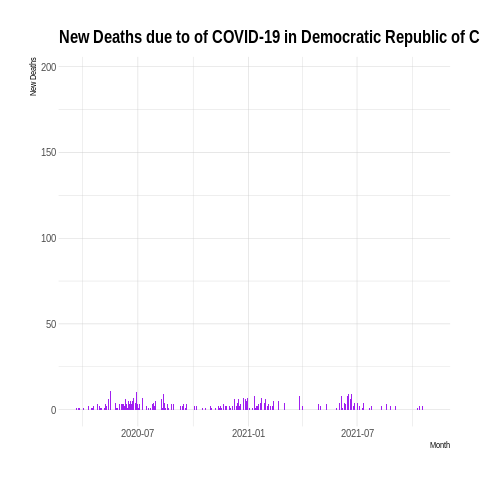 New Deaths due to of COVID-19 in Democratic Republic of C
New Deaths
200
150
100
50
0
2020-07 2021-01 2021-07
Month